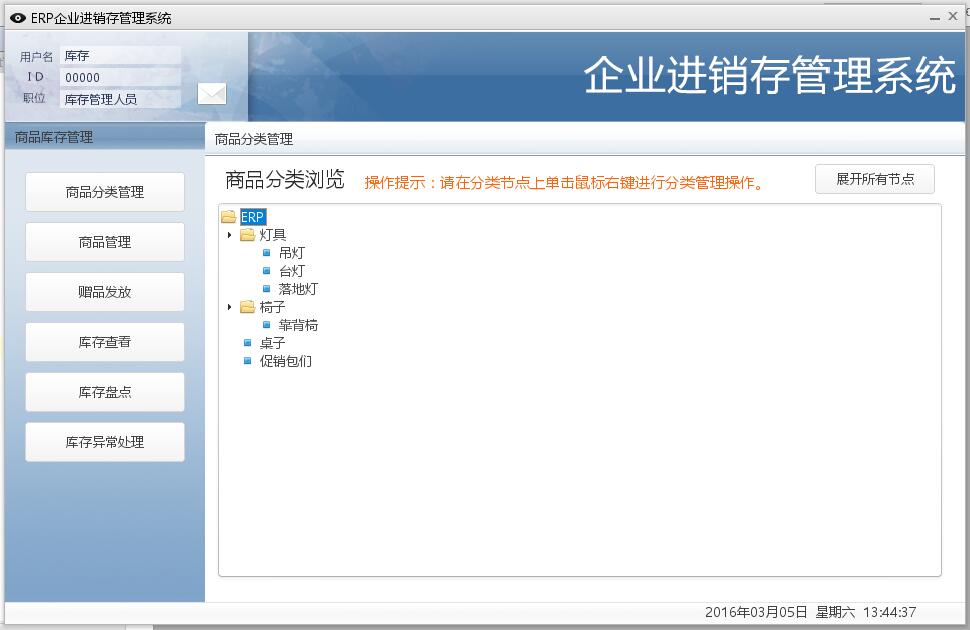 ERP企业进销存管理系统
用户名 库存
ID 00000
职位 库存管理人员
企业进销存管理系统
商品库存管理
商品分类管理
商品管理
赠品发放
库存查看
库存盘点
库存异常处理
商品分类管理
商品分类浏览
操作提示：请在分类节点上单击鼠标右键进行分类管理操作。
展开所有节点
ERP
灯具
吊灯
台灯
落地灯
椅子
靠背椅
桌子
促销包们
2016年03月05日 星期六 13:44:37